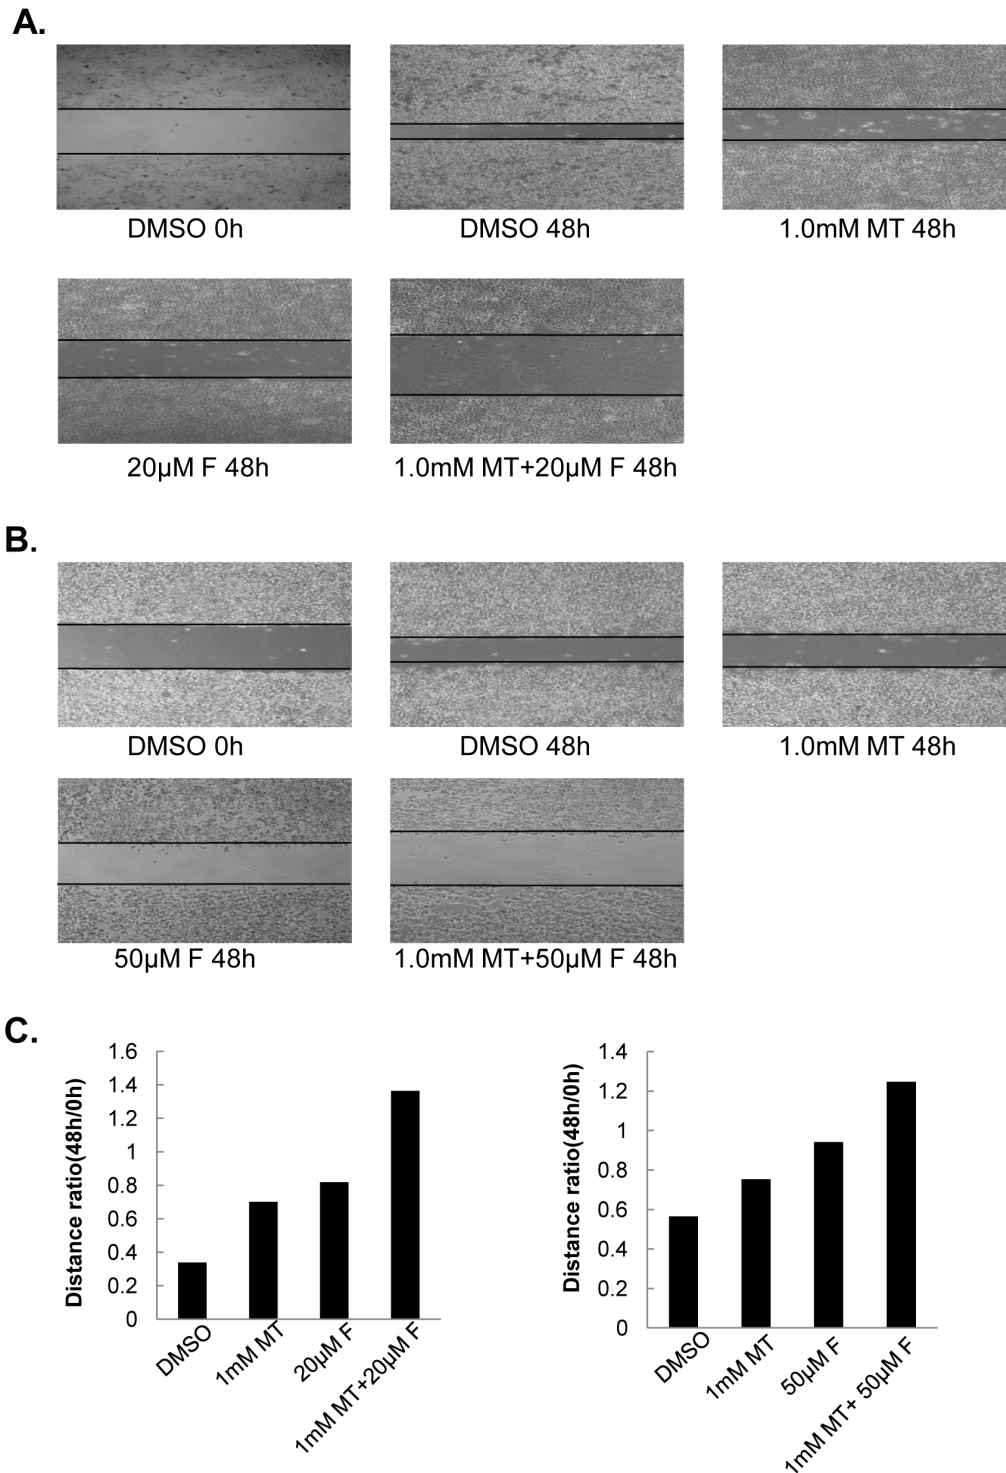 A.
DMSO 0h
DMSO 48h
1.0mM MT 48h
20µM F 48h
1.0mM MT+20µM F 48h
B.
DMSO 0h
DMSO 48h
1.0mM MT 48h
50µM F 48h
1.0mM MT+50µM F 48h
C.
Distance ratio(48h/0h)
1.6
1.4
1.2
1
0.8
0.6
0.4
0.2
0
DMSO
1mM MT
20µM F
1mM MT+20µM F
Distance ratio(48h/0h)
1.4
1.2
1
0.8
0.6
0.4
0.2
0
DMSO
1mM MT
50µM F
1mM MT+ 50µM F